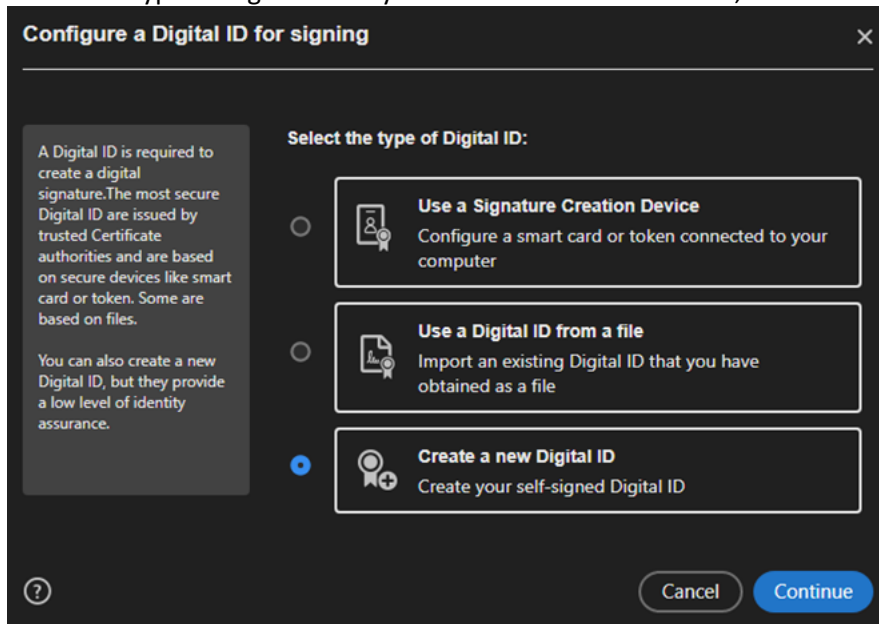 Configure a Digital ID for signing
A Digital ID is required to
create a digital
signature.The most secure
Digital ID are issued by
trusted Certificate
authorities and are based
on secure devices like smart
card or token. Some are
based on files.
You can also create a new
Digital ID, but they provide
a low level of identity
assurance.
Select the type of Digital ID:
Use a Signature Creation Device
Configure a smart card or token connected to your
computer
Use a Digital ID from a file
Import an existing Digital ID that you have
obtained as a file
Create a new Digital ID
Create your self-signed Digital ID
Cancel
Continue